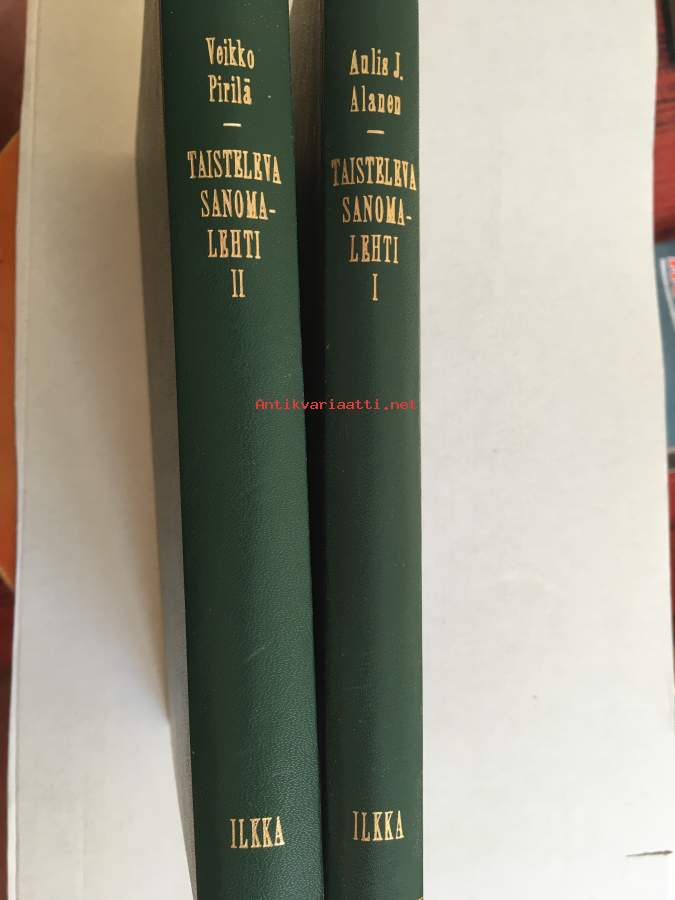 Veikko
Pirilä
TAISTELEVA
SANOMA-
LEHTI
II
ILKKA
Aulis J.
Alanen
TAISTELEVA
SANOMA-
LEHTI
I
ILKKA
Antikvariaatti.net